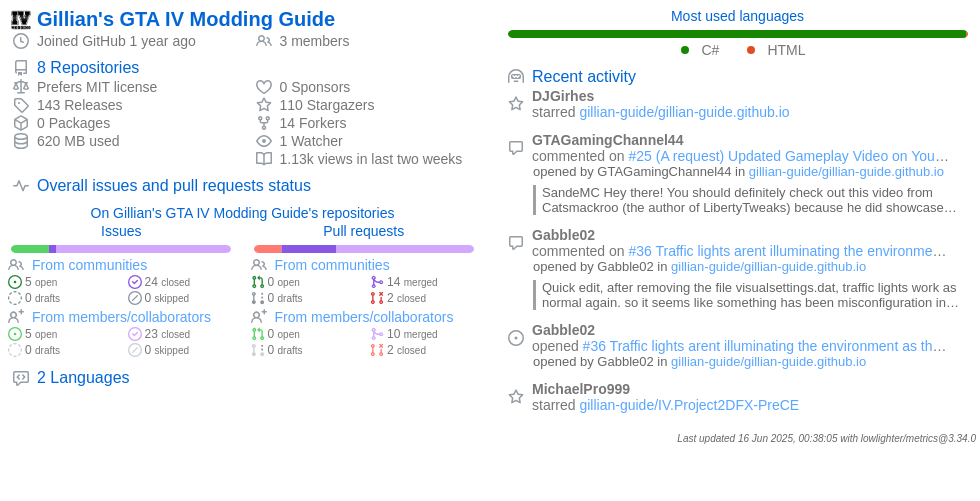 Gillian's GTA IV Modding Guide
Joined GitHub 1 year ago
3 members
8 Repositories
Prefers MIT license
143 Releases
0 Packages
620 MB used
0 Sponsors
110 Stargazers
14 Forkers
1 Watcher
1.13k views in last two weeks
Overall issues and pull requests status
On Gillian's GTA IV Modding Guide's repositories
Issues
From communities
5 open
24 closed
0 drafts
0 skipped
From members/collaborators
5 open
23 closed
0 drafts
0 skipped
Pull requests
From communities
0 open
14 merged
0 drafts
2 closed
From members/collaborators
0 open
10 merged
0 drafts
2 closed
2 Languages
Most used languages
C#
HTML
Recent activity
DJGirhes
starred gillian-guide/gillian-guide.github.io
GTAGamingChannel44
commented on #25 (A request) Updated Gameplay Video on You…
opened by GTAGamingChannel44 in gillian-guide/gillian-guide.github.io
SandeMC Hey there! You should definitely check out this video from
Catsmackroo (the author of LibertyTweaks) because he did showcase…
Gabble02
commented on #36 Traffic lights arent illuminating the environme…
opened by Gabble02 in gillian-guide/gillian-guide.github.io
Quick edit, after removing the file visualsettings.dat, traffic lights work as
normal again. so it seems like something has been misconfiguration in…
Gabble02
opened #36 Traffic lights arent illuminating the environment as th…
opened by Gabble02 in gillian-guide/gillian-guide.github.io
MichaelPro999
starred gillian-guide/IV.Project2DFX-PreCE
Last updated 16 Jun 2025, 00:38:05 with lowlighter/metrics@3.34.0